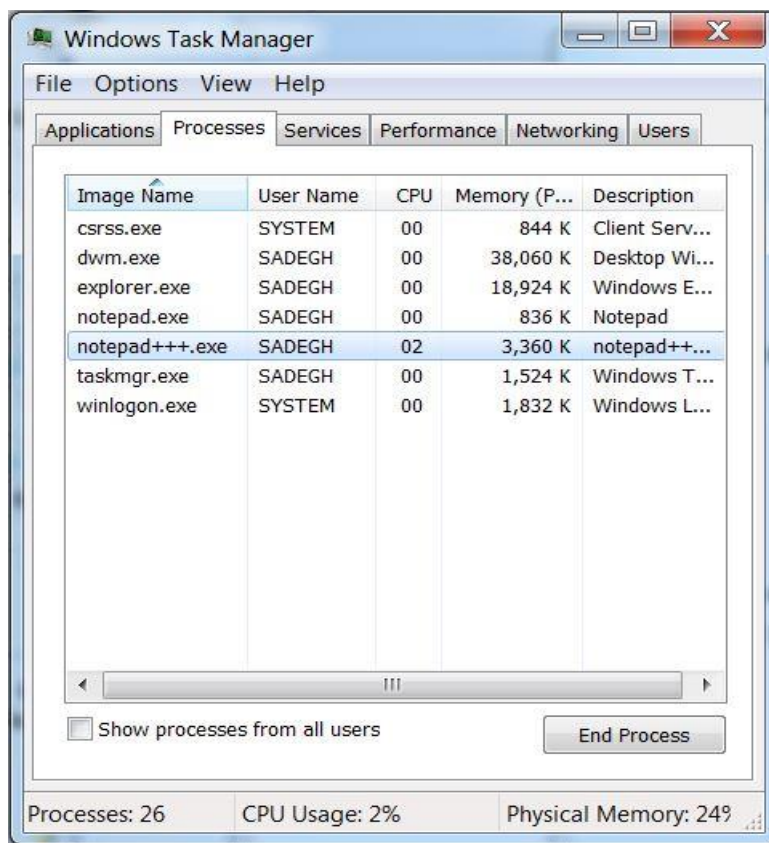 Windows Task Manager
File Options View Help
Applications Processes Services Performance Networking Users
Image Name User Name CPU Memory (P... Description
csrss.exe SYSTEM 00 844 K Client Serv...
dwm.exe SADEGH 00 38,060 K Desktop Wi...
explorer.exe SADEGH 00 18,924 K Windows E...
notepad.exe SADEGH 00 836 K Notepad
notepad+++.exe SADEGH 02 3,360 K notepad++...
taskmgr.exe SADEGH 00 1,524 K Windows T...
winlogon.exe SYSTEM 00 1,832 K Windows L...
Show processes from all users End Process
Processes: 26 CPU Usage: 2% Physical Memory: 24%